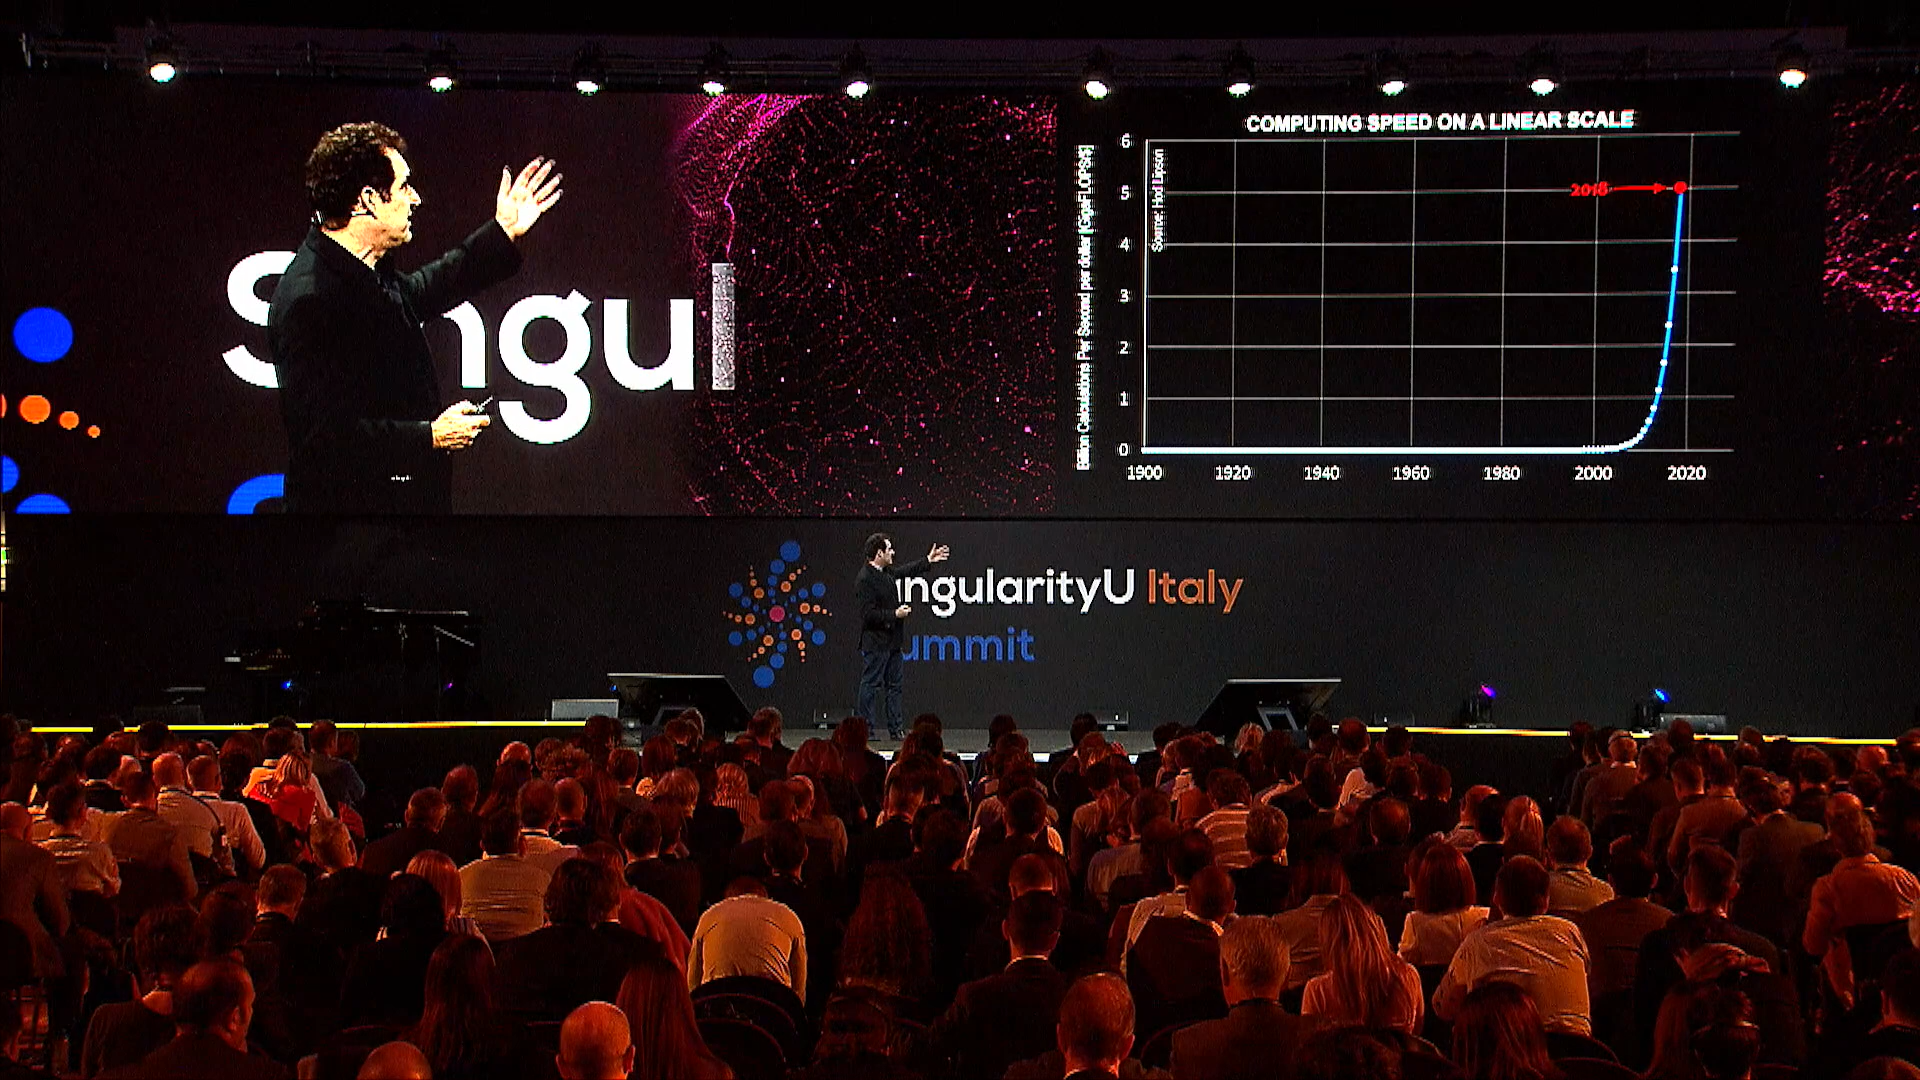 Singul
COMPUTING SPEED ON A LINEAR SCALE
Billion Calculations Per Second per dollar [GigaFLOPS/$]
Source: Hod Lipson
6
5
4
3
2
1
0
2018
1900 1920 1940 1960 1980 2000 2020
ngularityU Italy
ummit